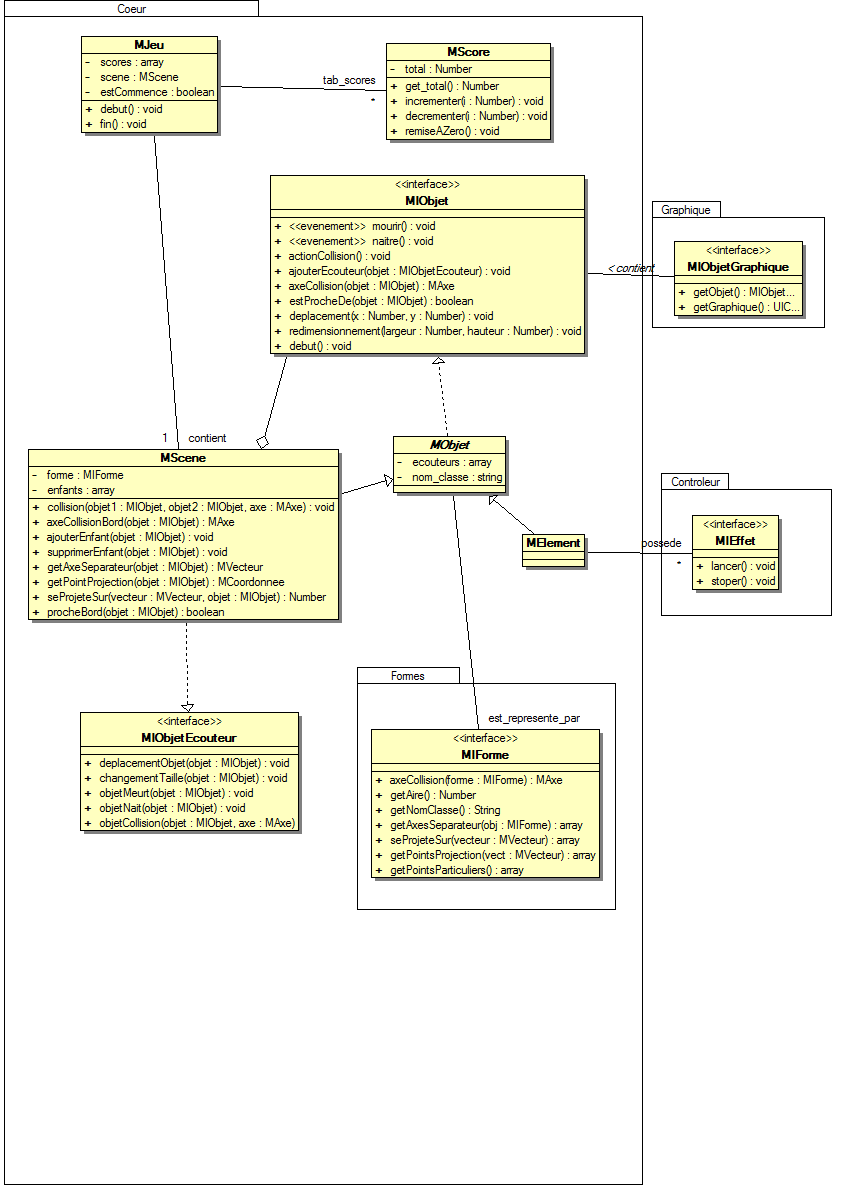 Coeur
MJeu
- scores : array
- scene : MScene
- estCommence : boolean
+ debut() : void
+ fin() : void
tab_scores
*
MScore
- total : Number
+ get_total() : Number
+ incrementer(i : Number) : void
+ decrementer(i : Number) : void
+ remiseAZero() : void
<<interface>>
MIObjet
+ <<evenement>> mourir() : void
+ <<evenement>> naitre() : void
+ actionCollision() : void
+ ajouterEcouteur(objet : MIObjetEcouteur) : void
+ axeCollision(objet : MIObjet) : MAxe
+ estProcheDe(objet : MIObjet) : boolean
+ deplacement(x : Number, y : Number) : void
+ redimensionnement(largeur : Number, hauteur : Number) : void
+ debut() : void
Graphique
< contient
<<interface>>
MIObjetGraphique
+ getObjet() : MIObjet...
+ getGraphique() : UIC...
1 contient
MScene
- forme : MIForme
- enfants : array
+ collision(objet1 : MIObjet, objet2 : MIObjet, axe : MAxe) : void
+ axeCollisionBord(objet : MIObjet) : MAxe
+ ajouterEnfant(objet : MIObjet) : void
+ supprimerEnfant(objet : MIObjet) : void
+ getAxeSeparateur(objet : MIObjet) : MVecteur
+ getPointProjection(objet : MIObjet) : MCoordonnee
+ seProjeteSur(vecteur : MVecteur, objet : MIObjet) : Number
+ procheBord(objet : MIObjet) : boolean
MObjet
- ecouteurs : array
- nom_classe : string
MElement
possede
*
Controleur
<<interface>>
MIEffet
+ lancer() : void
+ stoper() : void
<<interface>>
MIObjetEcouteur
+ deplacementObjet(objet : MIObjet) : void
+ changementTaille(objet : MIObjet) : void
+ objetMeurt(objet : MIObjet) : void
+ objetNait(objet : MIObjet) : void
+ objetCollision(objet : MIObjet, axe : MAxe)
Formes
est_represente_par
<<interface>>
MIForme
+ axeCollision(forme : MIForme) : MAxe
+ getAire() : Number
+ getNomClasse() : String
+ getAxesSeparateur(obj : MIForme) : array
+ seProjeteSur(vecteur : MVecteur) : array
+ getPointsProjection(vect : MVecteur) : array
+ getPointsParticuliers() : array